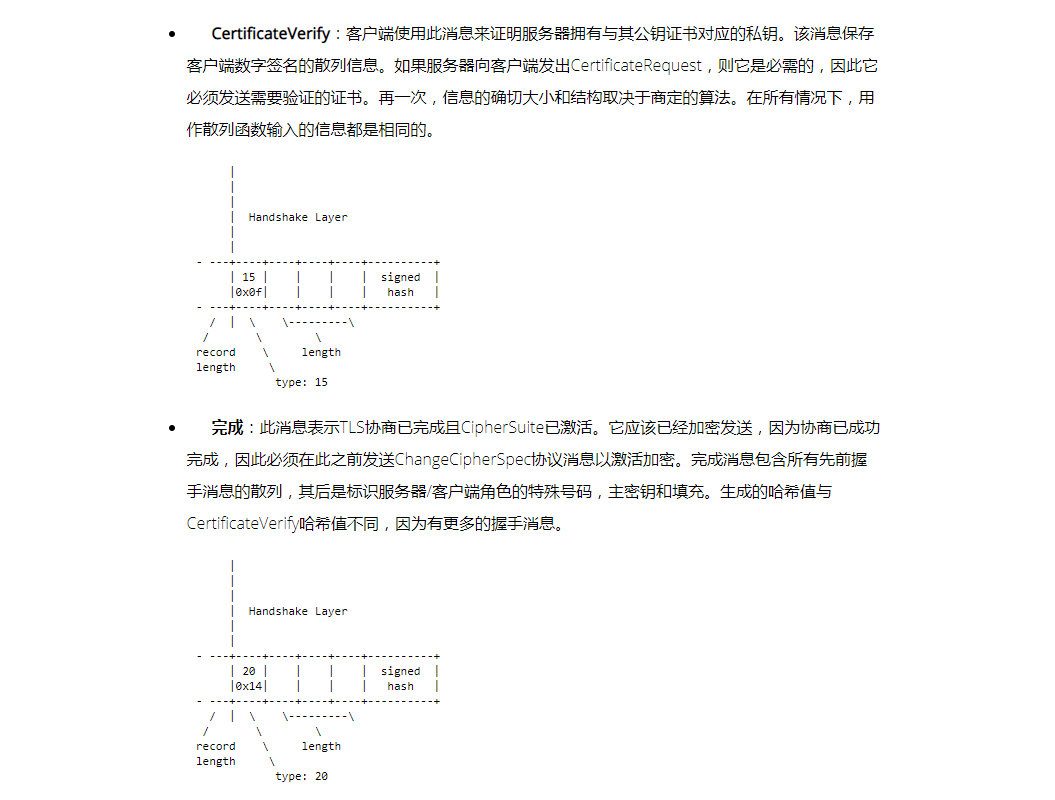 • CertificateVerify：客户端使用此消息来证明服务器拥有与其公钥证书对应的私钥。该消息保存
客户端数字签名的散列信息。如果服务器向客户端发出CertificateRequest，则它是必需的，因此它
必须发送需要验证的证书。再一次，信息的确切大小和结构取决于商定的算法。在所有情况下，用
作散列函数输入的信息都是相同的。
     |
     |
     |
     |  Handshake Layer
     |
     |
- ---+----+----+----+----+----------+
     | 15 |    |    |    |  signed  |
     |0x0f|    |    |    |   hash   |
- ---+----+----+----+----+----------+
  /  |  \    \---------\
 /       \        \
record    \     length
length     \
            type: 15
• 完成：此消息表示TLS协商已完成且CipherSuite已激活。它应该已经加密发送，因为协商已成功
完成，因此必须在此之前发送ChangeCipherSpec协议消息以激活加密。完成消息包含所有先前握
手消息的散列，其后是标识服务器/客户端角色的特殊号码，主密钥和填充。生成的哈希值与
CertificateVerify哈希值不同，因为有更多的握手消息。
     |
     |
     |
     |  Handshake Layer
     |
     |
- ---+----+----+----+----+----------+
     | 20 |    |    |    |  signed  |
     |0x14|    |    |    |   hash   |
- ---+----+----+----+----+----------+
  /  |  \    \---------\
 /       \        \
record    \     length
length     \
            type: 20